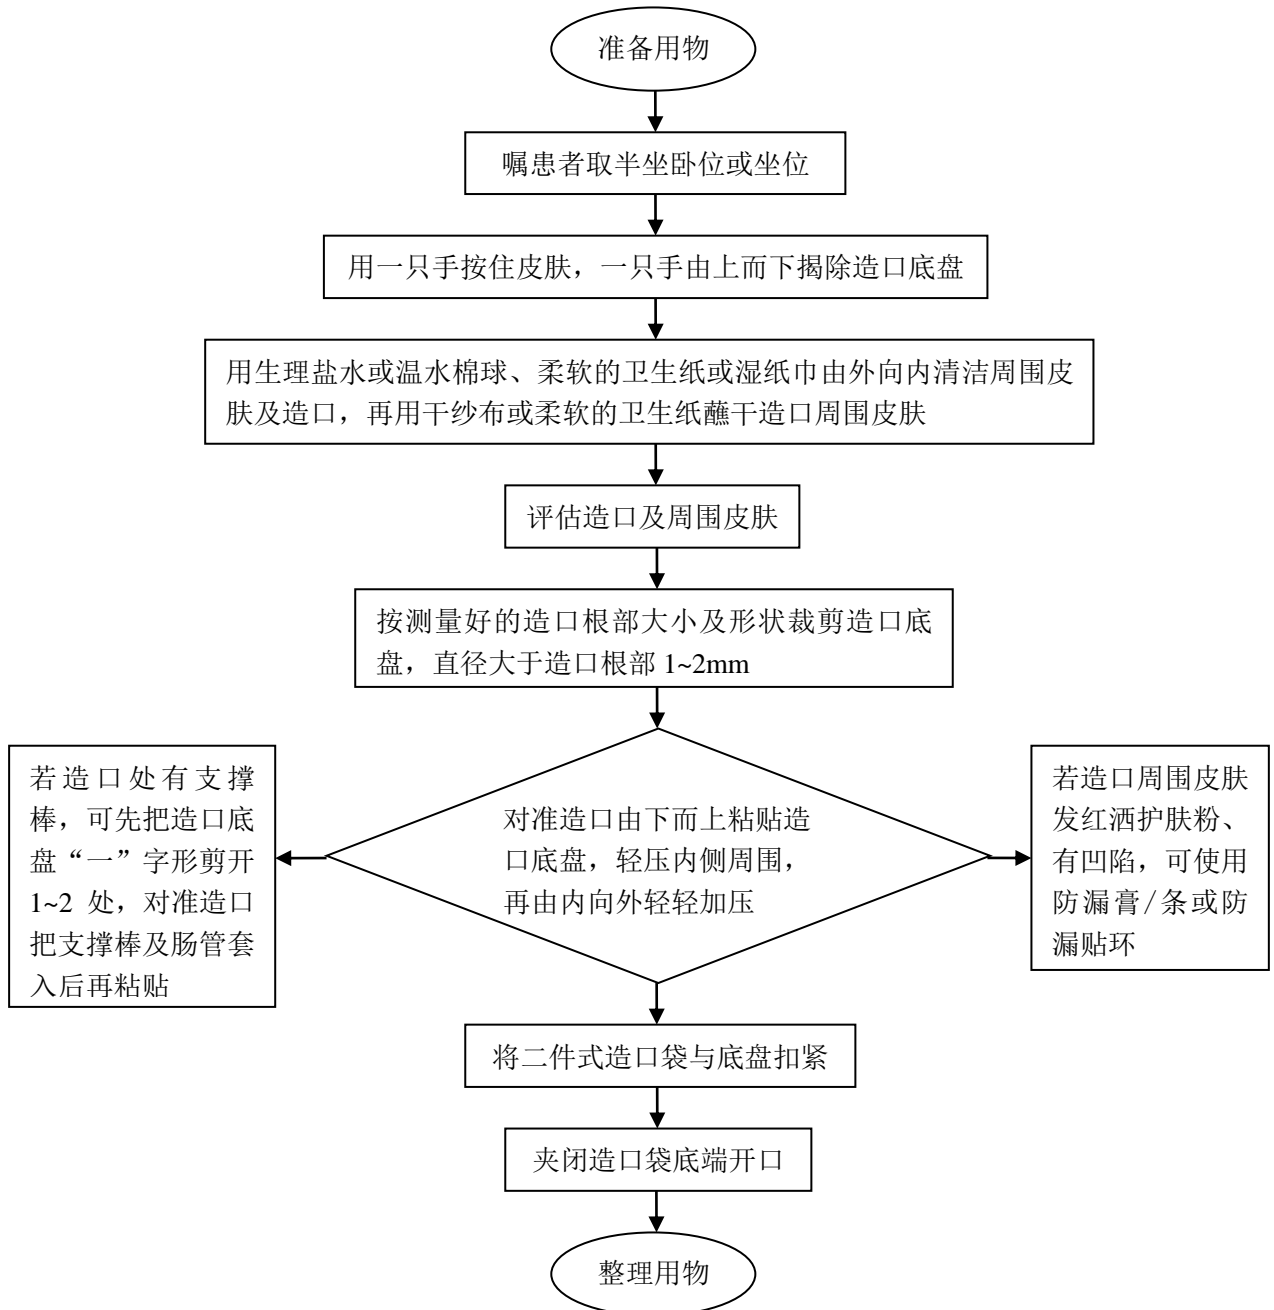 准备用物
嘱患者取半坐卧位或坐位
用一只手按住皮肤，一只手由上而下揭除造口底盘
用生理盐水或温水棉球、柔软的卫生纸或湿纸巾由外向内清洁周围皮
肤及造口，再用干纱布或柔软的卫生纸蘸干造口周围皮肤
评估造口及周围皮肤
按测量好的造口根部大小及形状裁剪造口底
盘，直径大于造口根部 1~2mm
若造口处有支撑
棒，可先把造口底
盘“一”字形剪开
1~2 处，对准造口
把支撑棒及肠管套
入后再粘贴
对准造口由下而上粘贴造
口底盘，轻压内侧周围，
再由内向外轻轻加压
若造口周围皮肤
发红洒护肤粉、
有凹陷，可使用
防漏膏/条或防
漏贴环
将二件式造口袋与底盘扣紧
夹闭造口袋底端开口
整理用物